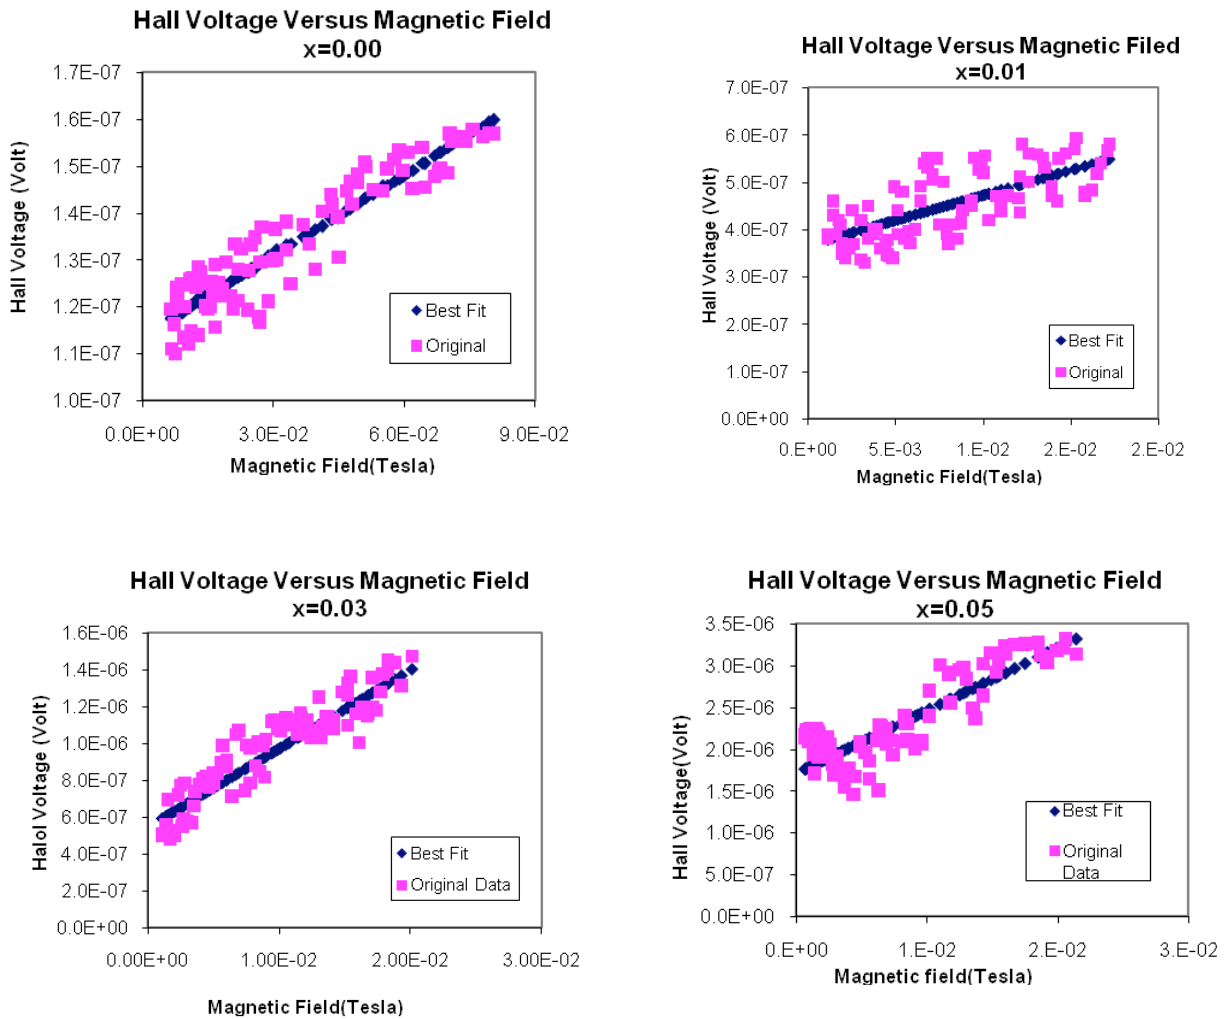 Hall Voltage Versus Magnetic Field
x=0.00
1.7E-07
1.6E-07
1.5E-07
1.4E-07
1.3E-07
1.2E-07
1.1E-07
1.0E-07
Hall Voltage (Volt)
Best Fit
Original
0.0E+00 3.0E-02 6.0E-02 9.0E-02
Magnetic Field(Tesla)
Hall Voltage Versus Magnetic Filed
x=0.01
7.0E-07
6.0E-07
5.0E-07
4.0E-07
3.0E-07
2.0E-07
1.0E-07
0.0E+00
Hall Voltage (Volt)
Best Fit
Original
0.E+00 5.E-03 1.E-02 2.E-02 2.E-02
Magnetic Field(Tesla)
Hall Voltage Versus Magnetic Field
x=0.03
1.6E-06
1.4E-06
1.2E-06
1.0E-06
8.0E-07
6.0E-07
4.0E-07
2.0E-07
0.0E+00
Halol Voltage (Volt)
Best Fit
Original Data
0.00E+00 1.00E-02 2.00E-02 3.00E-02
Magnetic Field(Tesla)
Hall Voltage Versus Magnetic Field
x=0.05
3.5E-06
3.0E-06
2.5E-06
2.0E-06
1.5E-06
1.0E-06
5.0E-07
0.0E+00
Hall Voltage(Volt)
Best Fit
Original
Data
0.E+00 1.E-02 2.E-02 3.E-02
Magnetic field(Tesla)